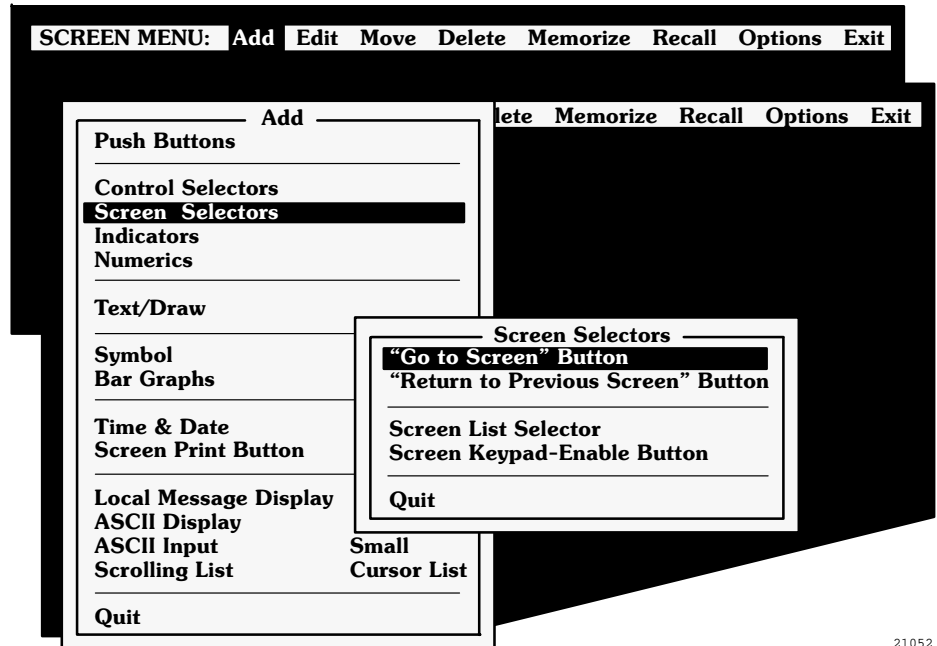 SCREEN MENU: Add Edit Move Delete Memorize Recall Options Exit
lete Memorize Recall Options Exit
Add
Push Buttons
Control Selectors
Screen Selectors
Indicators
Numerics
Text/Draw
Symbol
Bar Graphs
Time & Date
Screen Print Button
Local Message Display
ASCII Display
ASCII Input Small
Scrolling List Cursor List
Quit
Screen Selectors
“Go to Screen” Button
“Return to Previous Screen” Button
Screen List Selector
Screen Keypad-Enable Button
Quit
21052